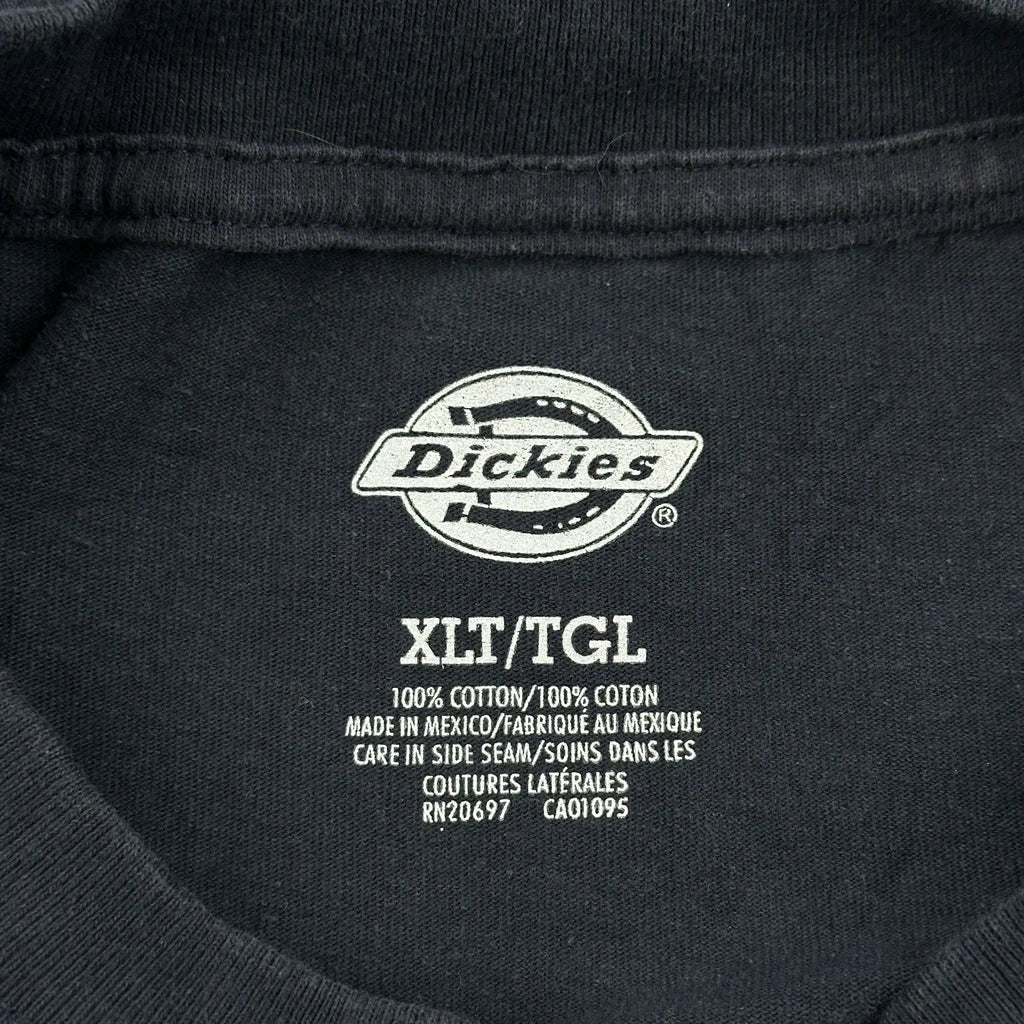 Dickies
®
XLT/TGL
100% COTTON/100% COTON
MADE IN MEXICO/FABRIQUÉ AU MEXIQUE
CARE IN SIDE SEAM/SOINS DANS LES
COUTURES LATÉRALES
RN20697 CA01095